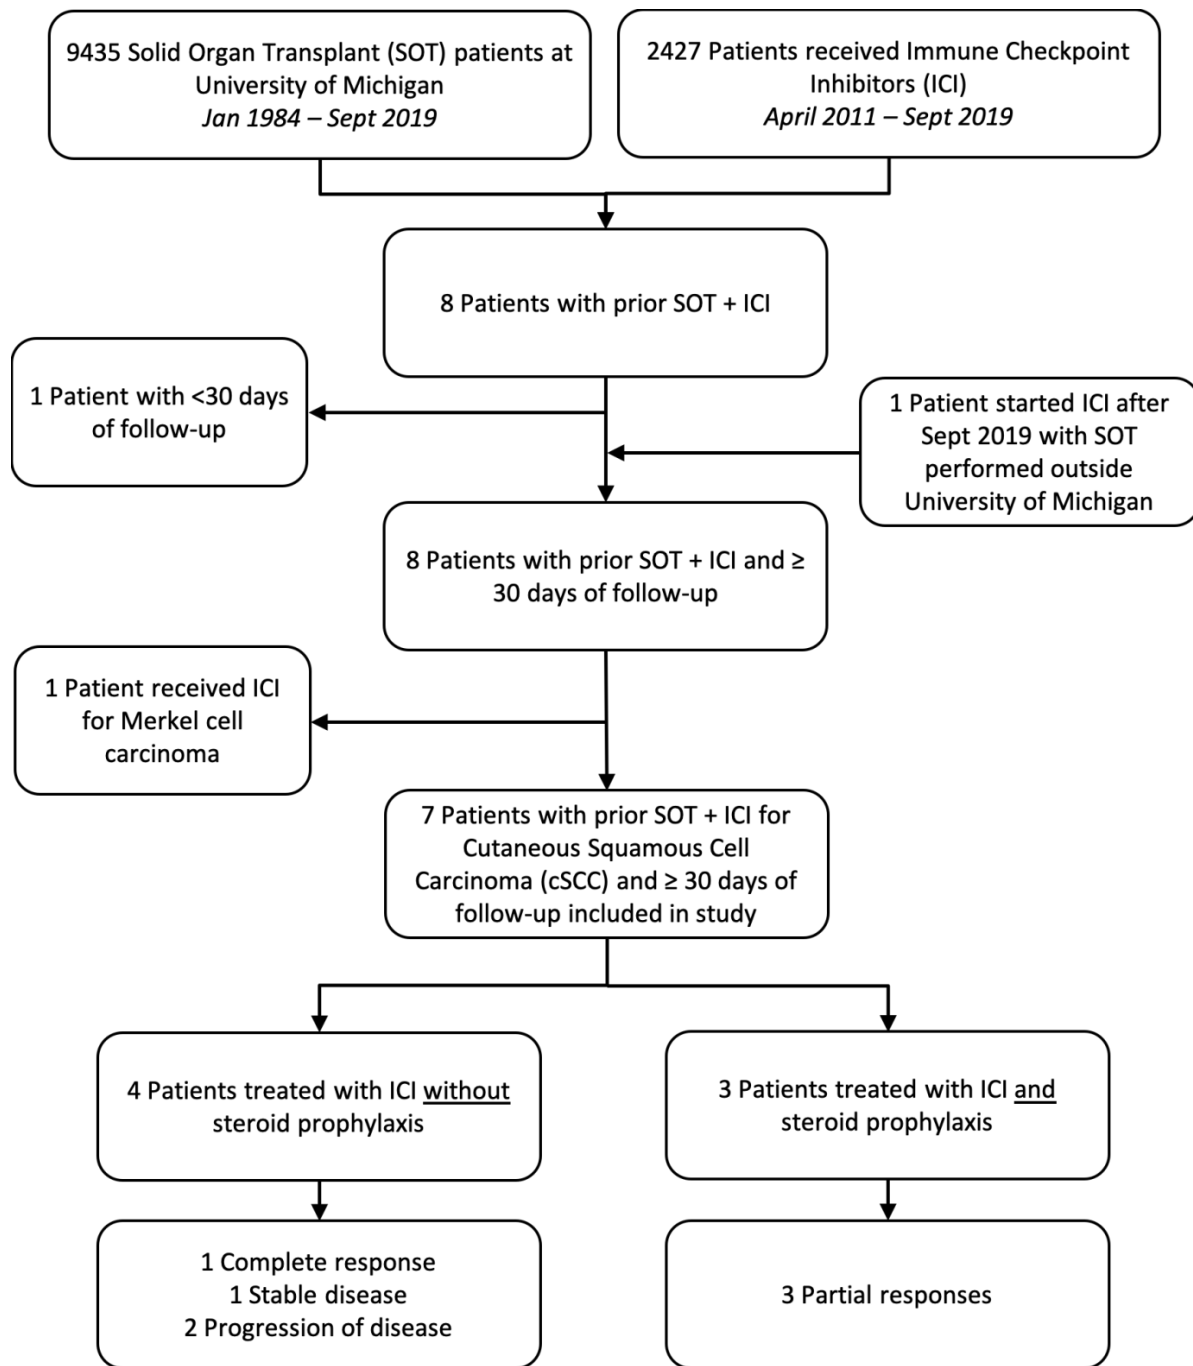 9435 Solid Organ Transplant (SOT) patients at
University of Michigan
Jan 1984 – Sept 2019
2427 Patients received Immune Checkpoint
Inhibitors (ICI)
April 2011 – Sept 2019
8 Patients with prior SOT + ICI
1 Patient with <30 days
of follow-up
1 Patient started ICI after
Sept 2019 with SOT
performed outside
University of Michigan
8 Patients with prior SOT + ICI and ≥
30 days of follow-up
1 Patient received ICI
for Merkel cell
carcinoma
7 Patients with prior SOT + ICI for
Cutaneous Squamous Cell
Carcinoma (cSCC) and ≥ 30 days of
follow-up included in study
4 Patients treated with ICI without
steroid prophylaxis
3 Patients treated with ICI and
steroid prophylaxis
1 Complete response
1 Stable disease
2 Progression of disease
3 Partial responses